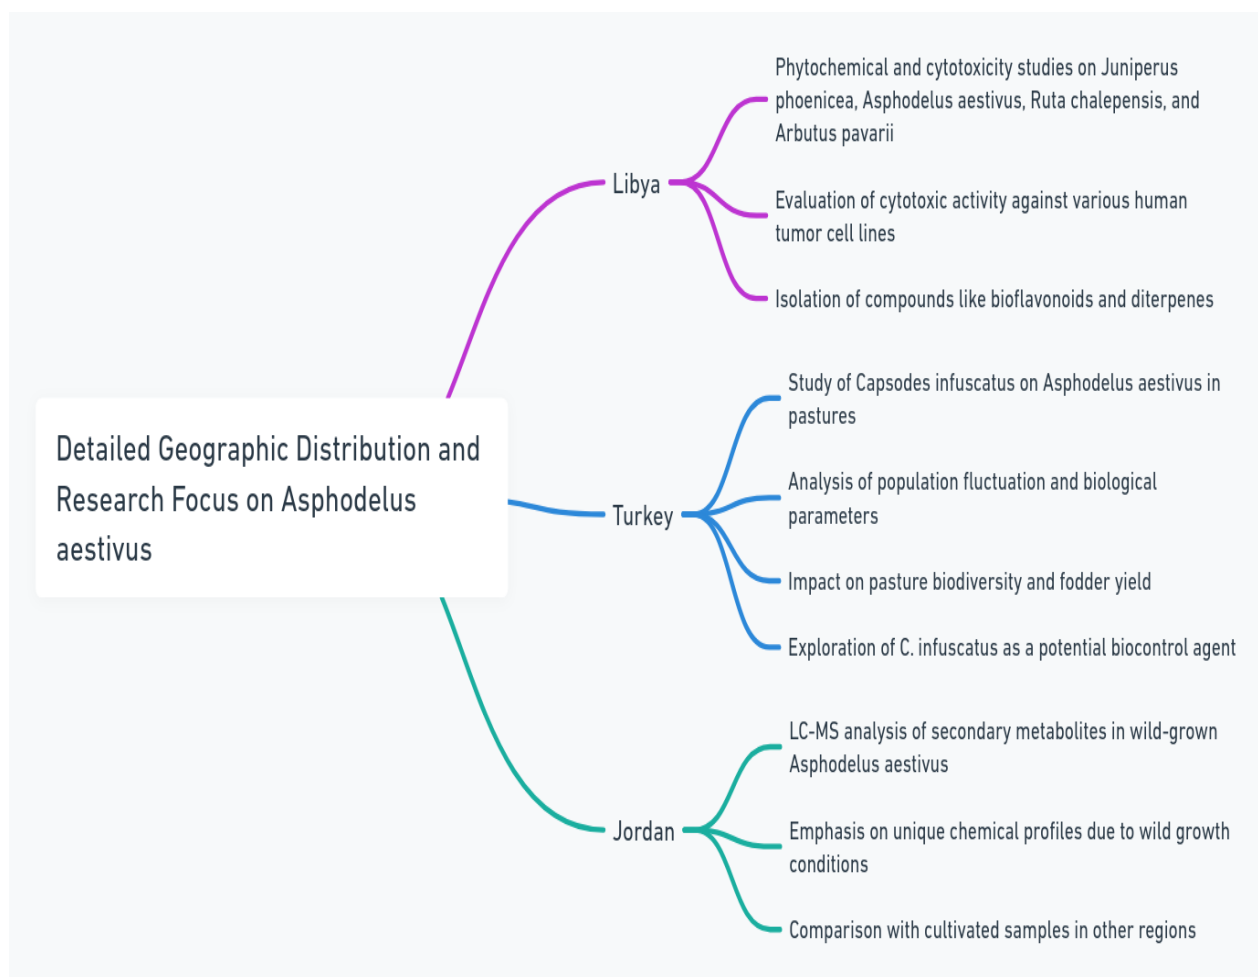 Detailed Geographic Distribution and
Research Focus on Asphodelus
aestivus
Libya
Phytochemical and cytotoxicity studies on Juniperus
phoenicea, Asphodelus aestivus, Ruta chalepensis, and
Arbutus pavarii
Evaluation of cytotoxic activity against various human
tumor cell lines
Isolation of compounds like bioflavonoids and diterpenes
Turkey
Study of Capsodes infuscatus on Asphodelus aestivus in
pastures
Analysis of population fluctuation and biological
parameters
Impact on pasture biodiversity and fodder yield
Exploration of C. infuscatus as a potential biocontrol agent
Jordan
LC-MS analysis of secondary metabolites in wild-grown
Asphodelus aestivus
Emphasis on unique chemical profiles due to wild growth
conditions
Comparison with cultivated samples in other regions